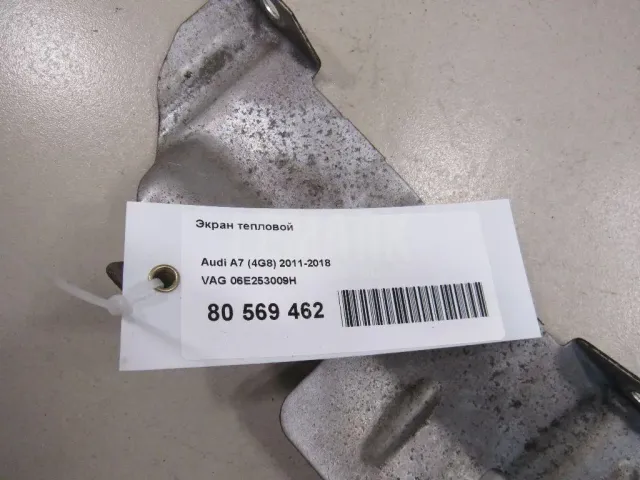 Экран тепловой
Audi A7 (4G8) 2011-2018
VAG 06E253009H
80 569 462